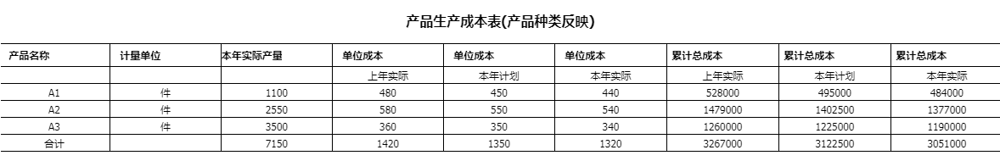 产品生产成本表(产品种类反映)
产品名称 计量单位 本年实际产量 单位成本 单位成本 单位成本 累计总成本 累计总成本 累计总成本
上年实际 本年计划 本年实际 上年实际 本年计划 本年实际
A1 件 1100 480 450 440 528000 495000 484000
A2 件 2550 580 550 540 1479000 1402500 1377000
A3 件 3500 360 350 340 1260000 1225000 1190000
合计 7150 1420 1350 1320 3267000 3122500 3051000